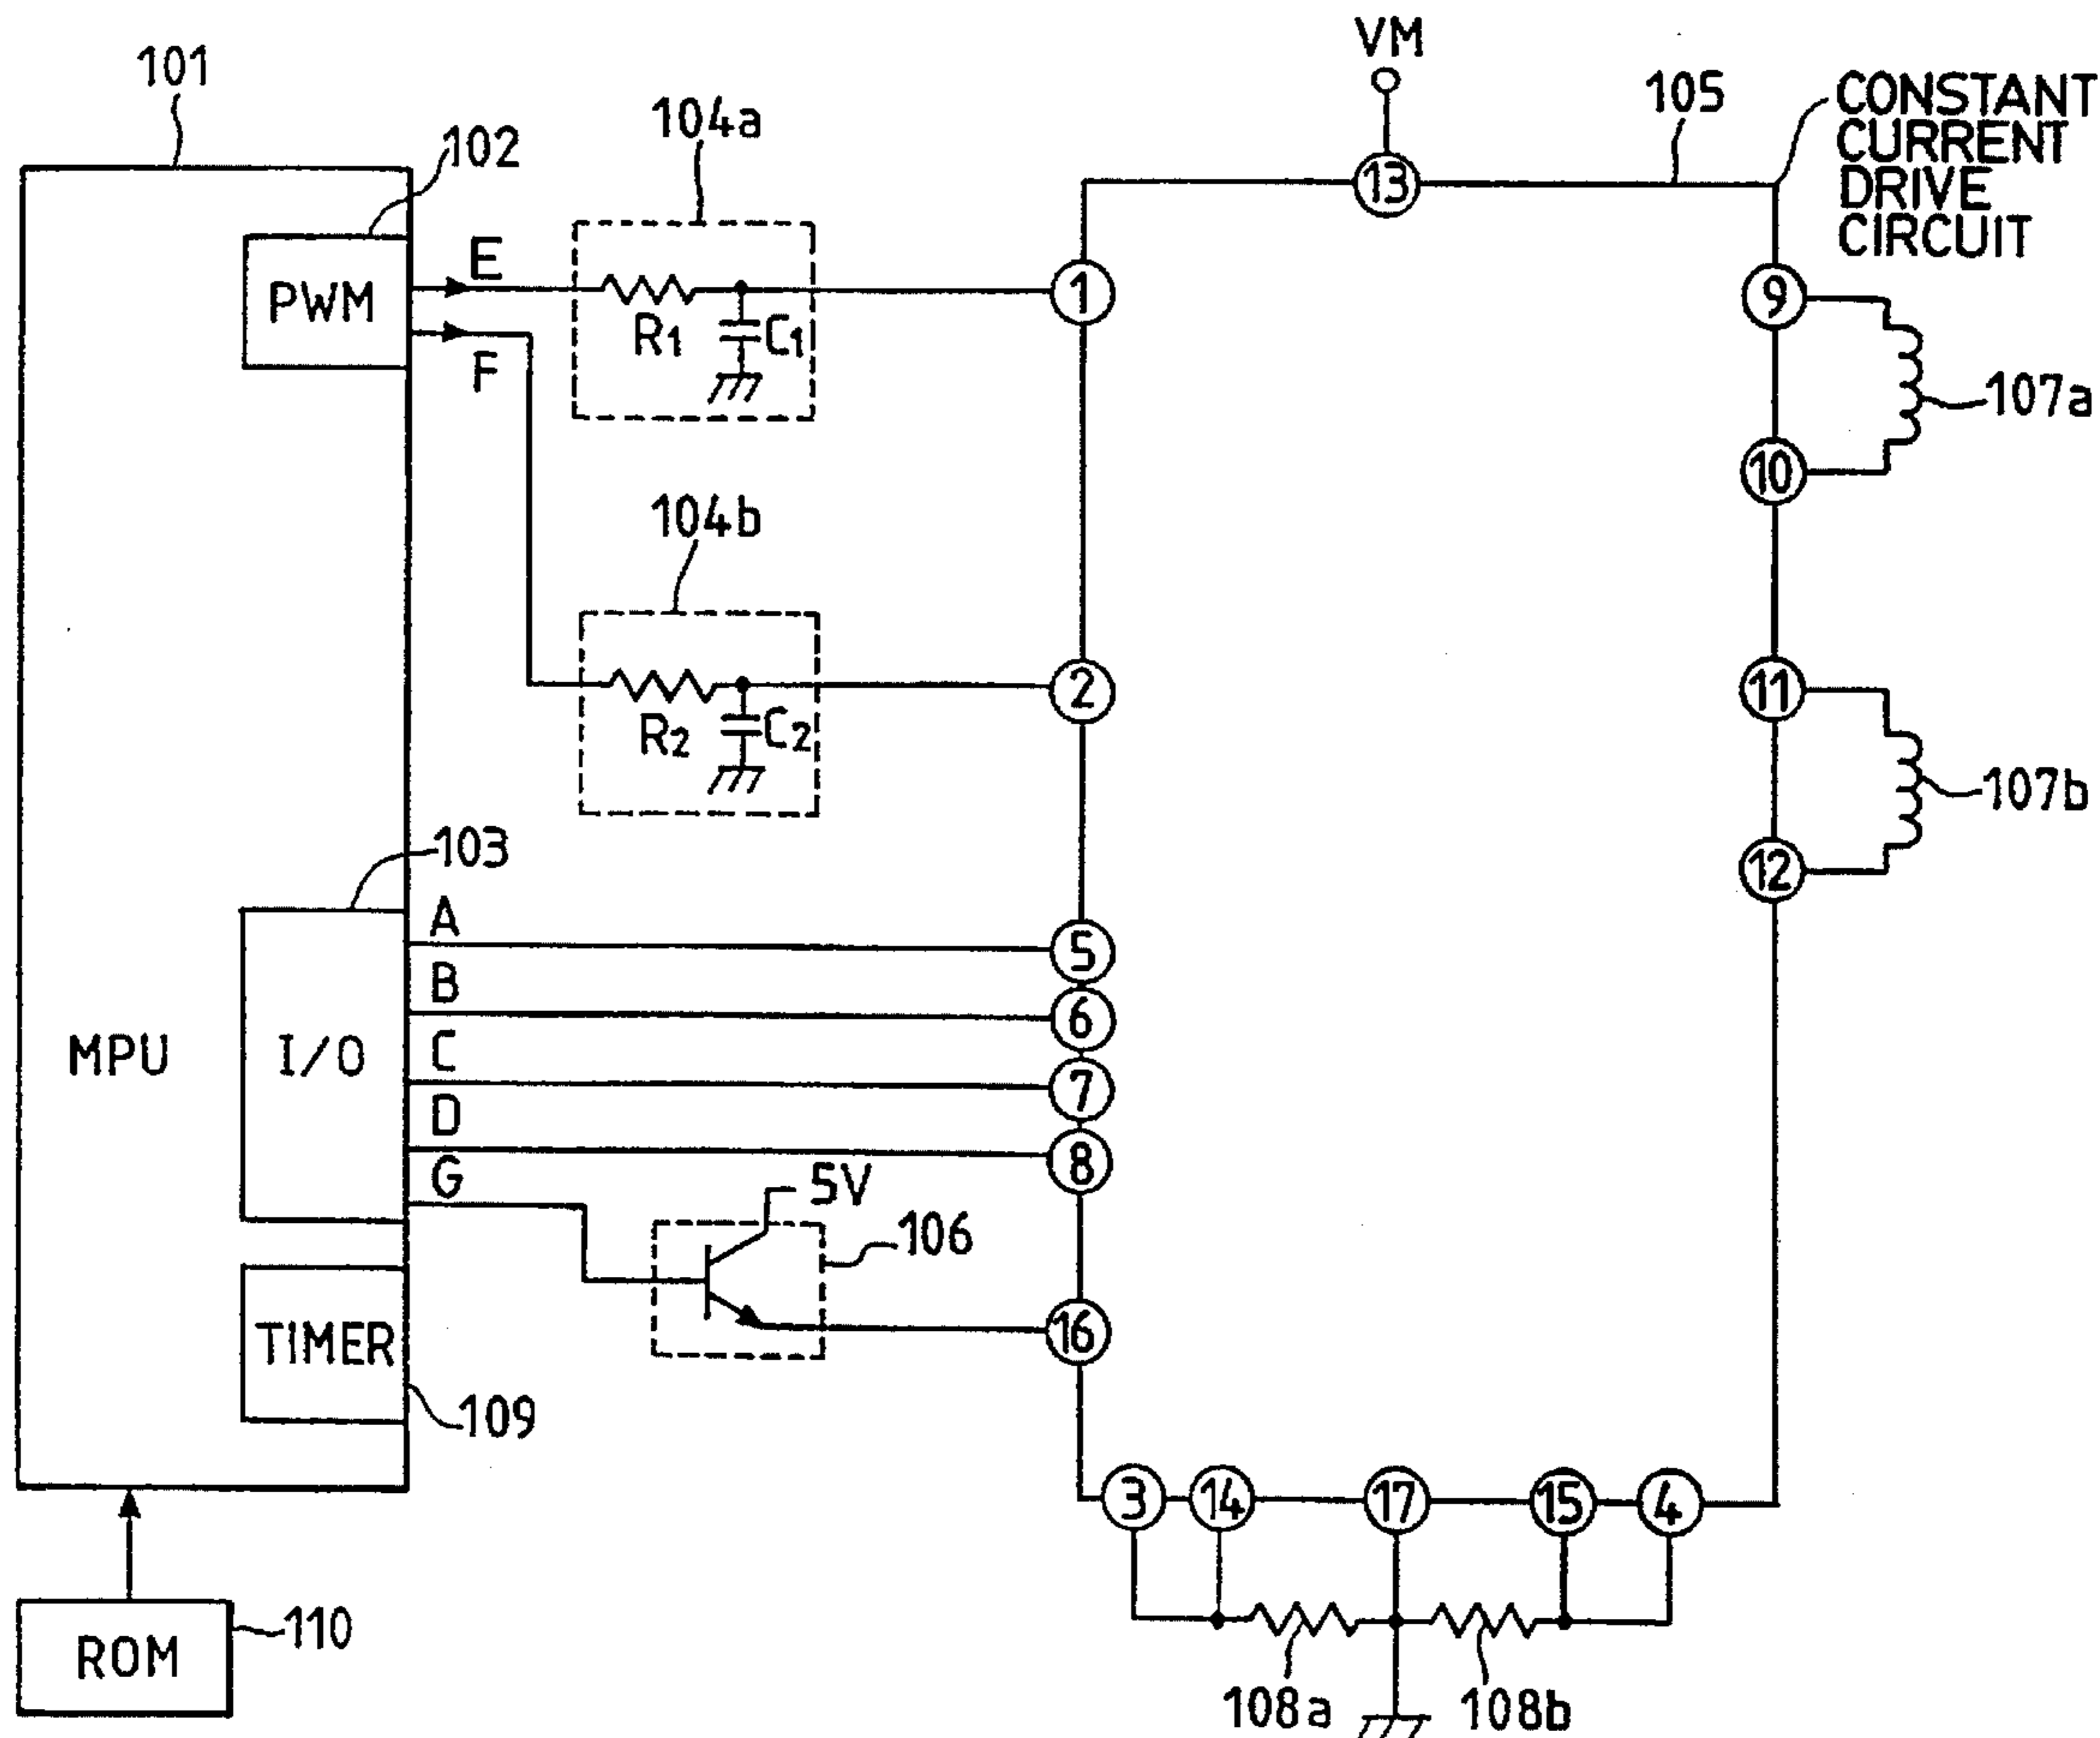 VM
101
102
104a
105
CONSTANT
CURRENT
DRIVE
CIRCUIT
13
PWM
E
F
R1
C1
1
9
107a
10
104b
R2
C2
2
11
107b
12
103
MPU
I/O
A
B
C
D
G
5
6
7
8
5V
106
16
TIMER
109
3
14
17
15
4
ROM
110
108a
108b